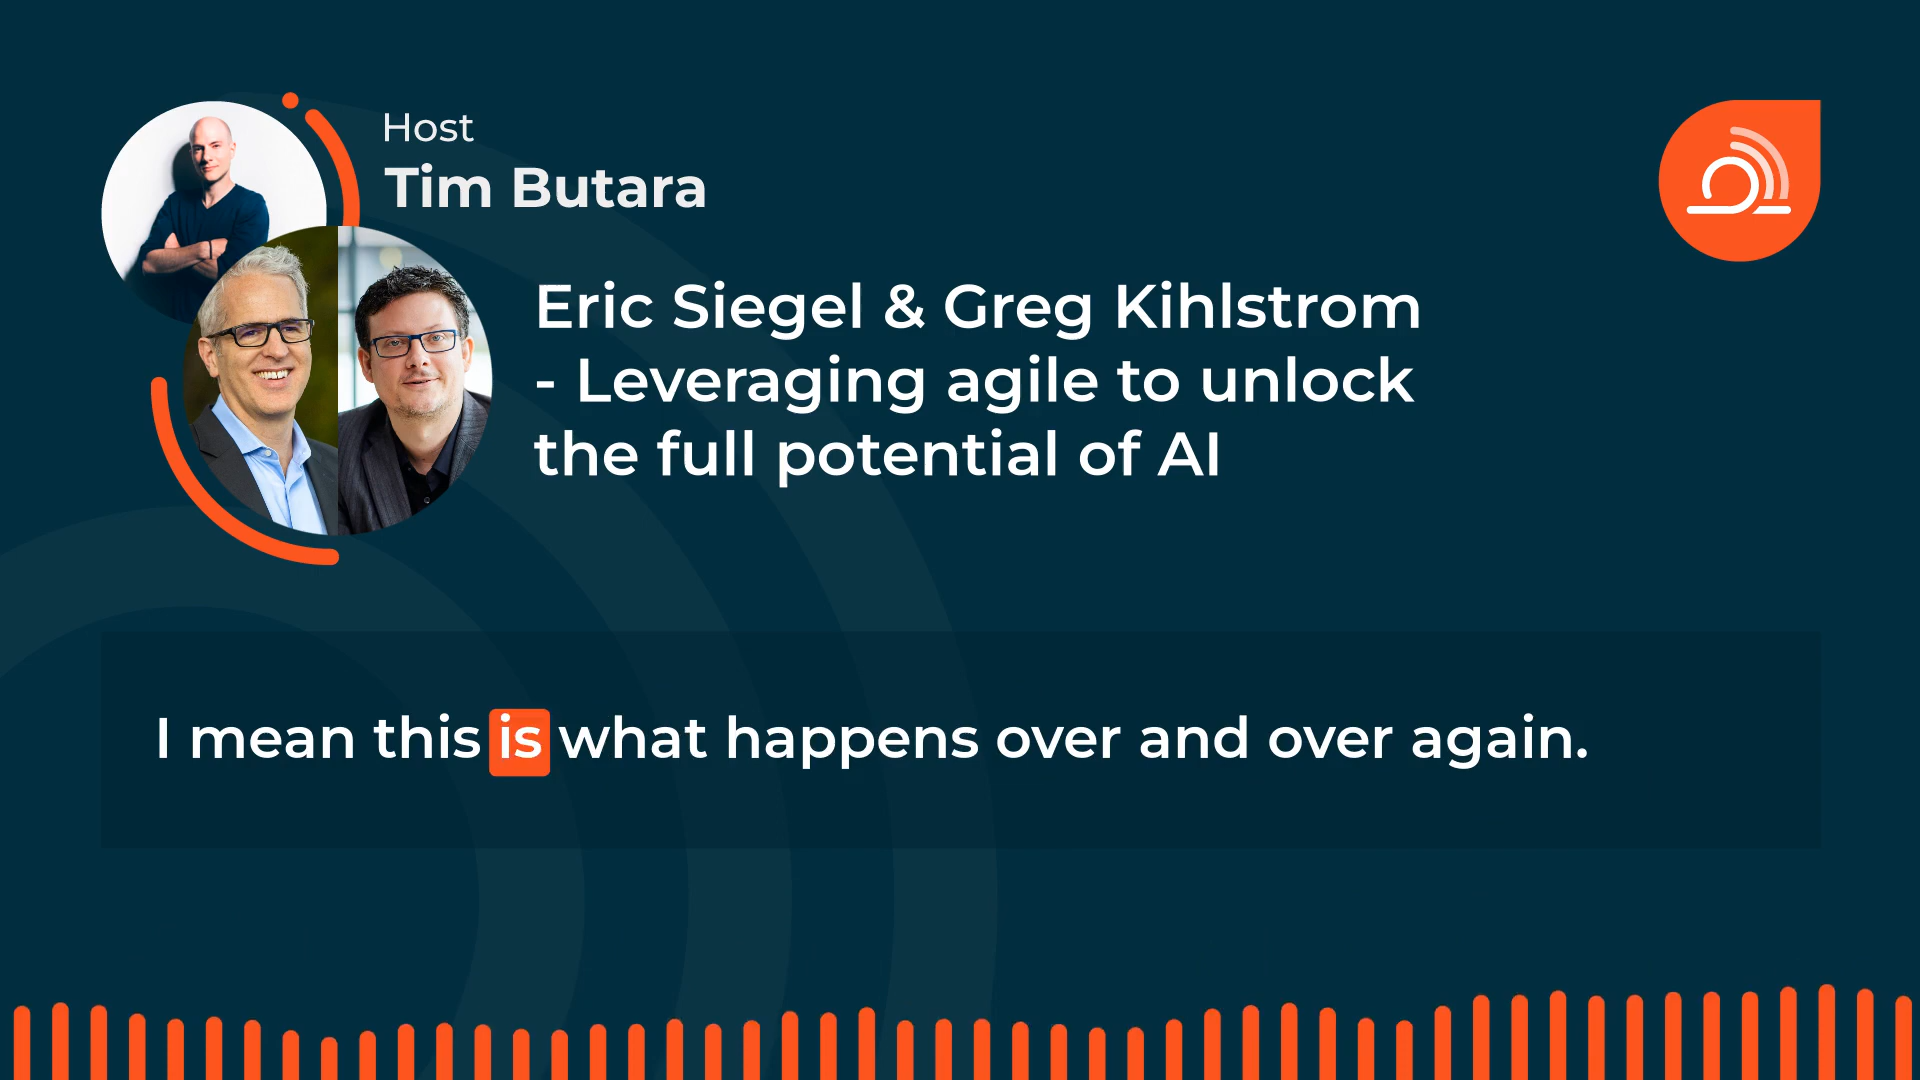 Host
Tim Butara
Eric Siegel & Greg Kihlstrom
- Leveraging agile to unlock
the full potential of AI
I mean this is what happens over and over again.